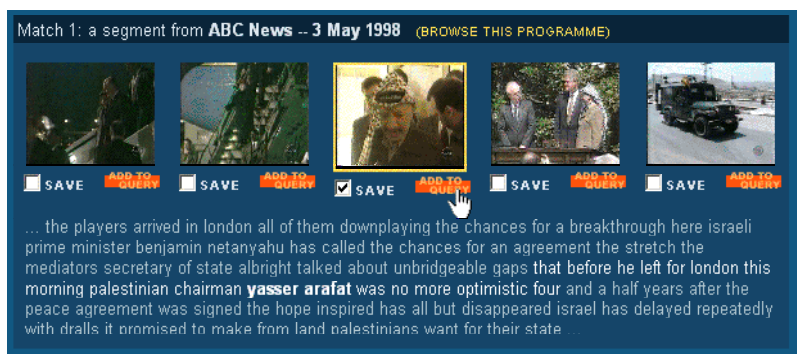 Match 1: a segment from ABC News -- 3 May 1998 (BROWSE THIS PROGRAMME)
SAVE ADD TO QUERY SAVE ADD TO QUERY SAVE ADD TO QUERY SAVE ADD TO QUERY SAVE ADD TO QUERY
... the players arrived in london all of them downplaying the chances for a breakthrough here israeli
prime minister benjamin netanyahu has called the chances for an agreement the stretch the
mediators secretary of state albright talked about unbridgeable gaps that before he left for london this
morning palestinian chairman yasser arafat was no more optimistic four and a half years after the
peace agreement was signed the hope inspired has all but disappeared israel has delayed repeatedly
with dralls it promised to make from land palestinians want for their state ...